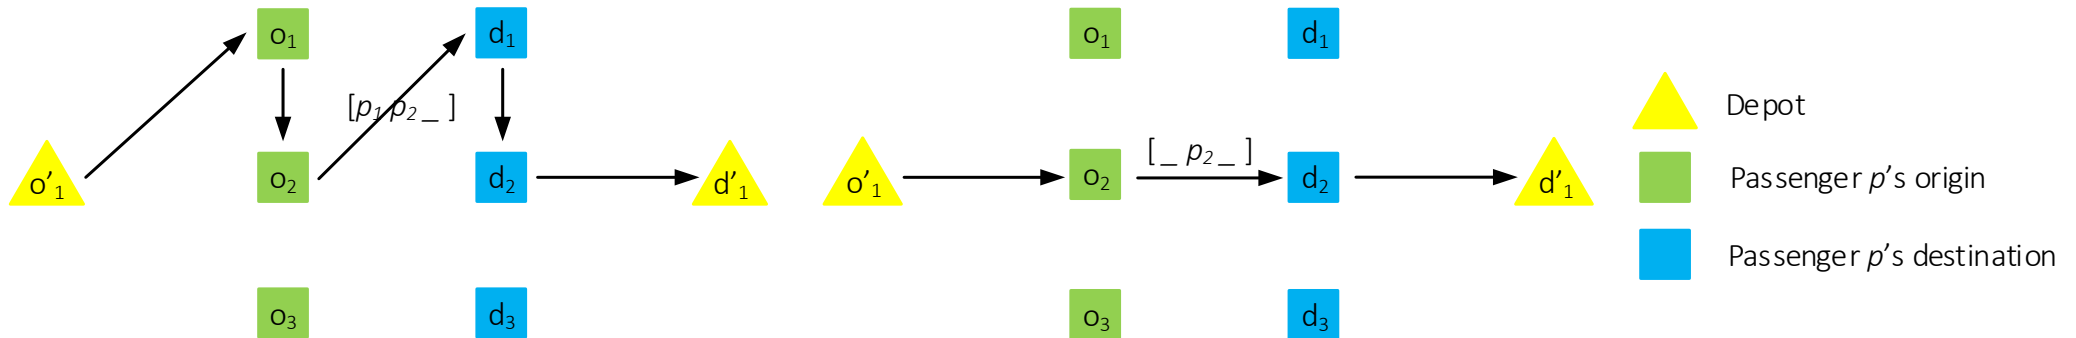 o₁ d₁ o₁ d₁
[p₁ p₂ _ ] Depot
[ _ p₂ _ ]
o'₁ o₂ d₂ d'₁ o'₁ o₂ d₂ d'₁ Passenger p's origin
Passenger p's destination
o₃ d₃ o₃ d₃